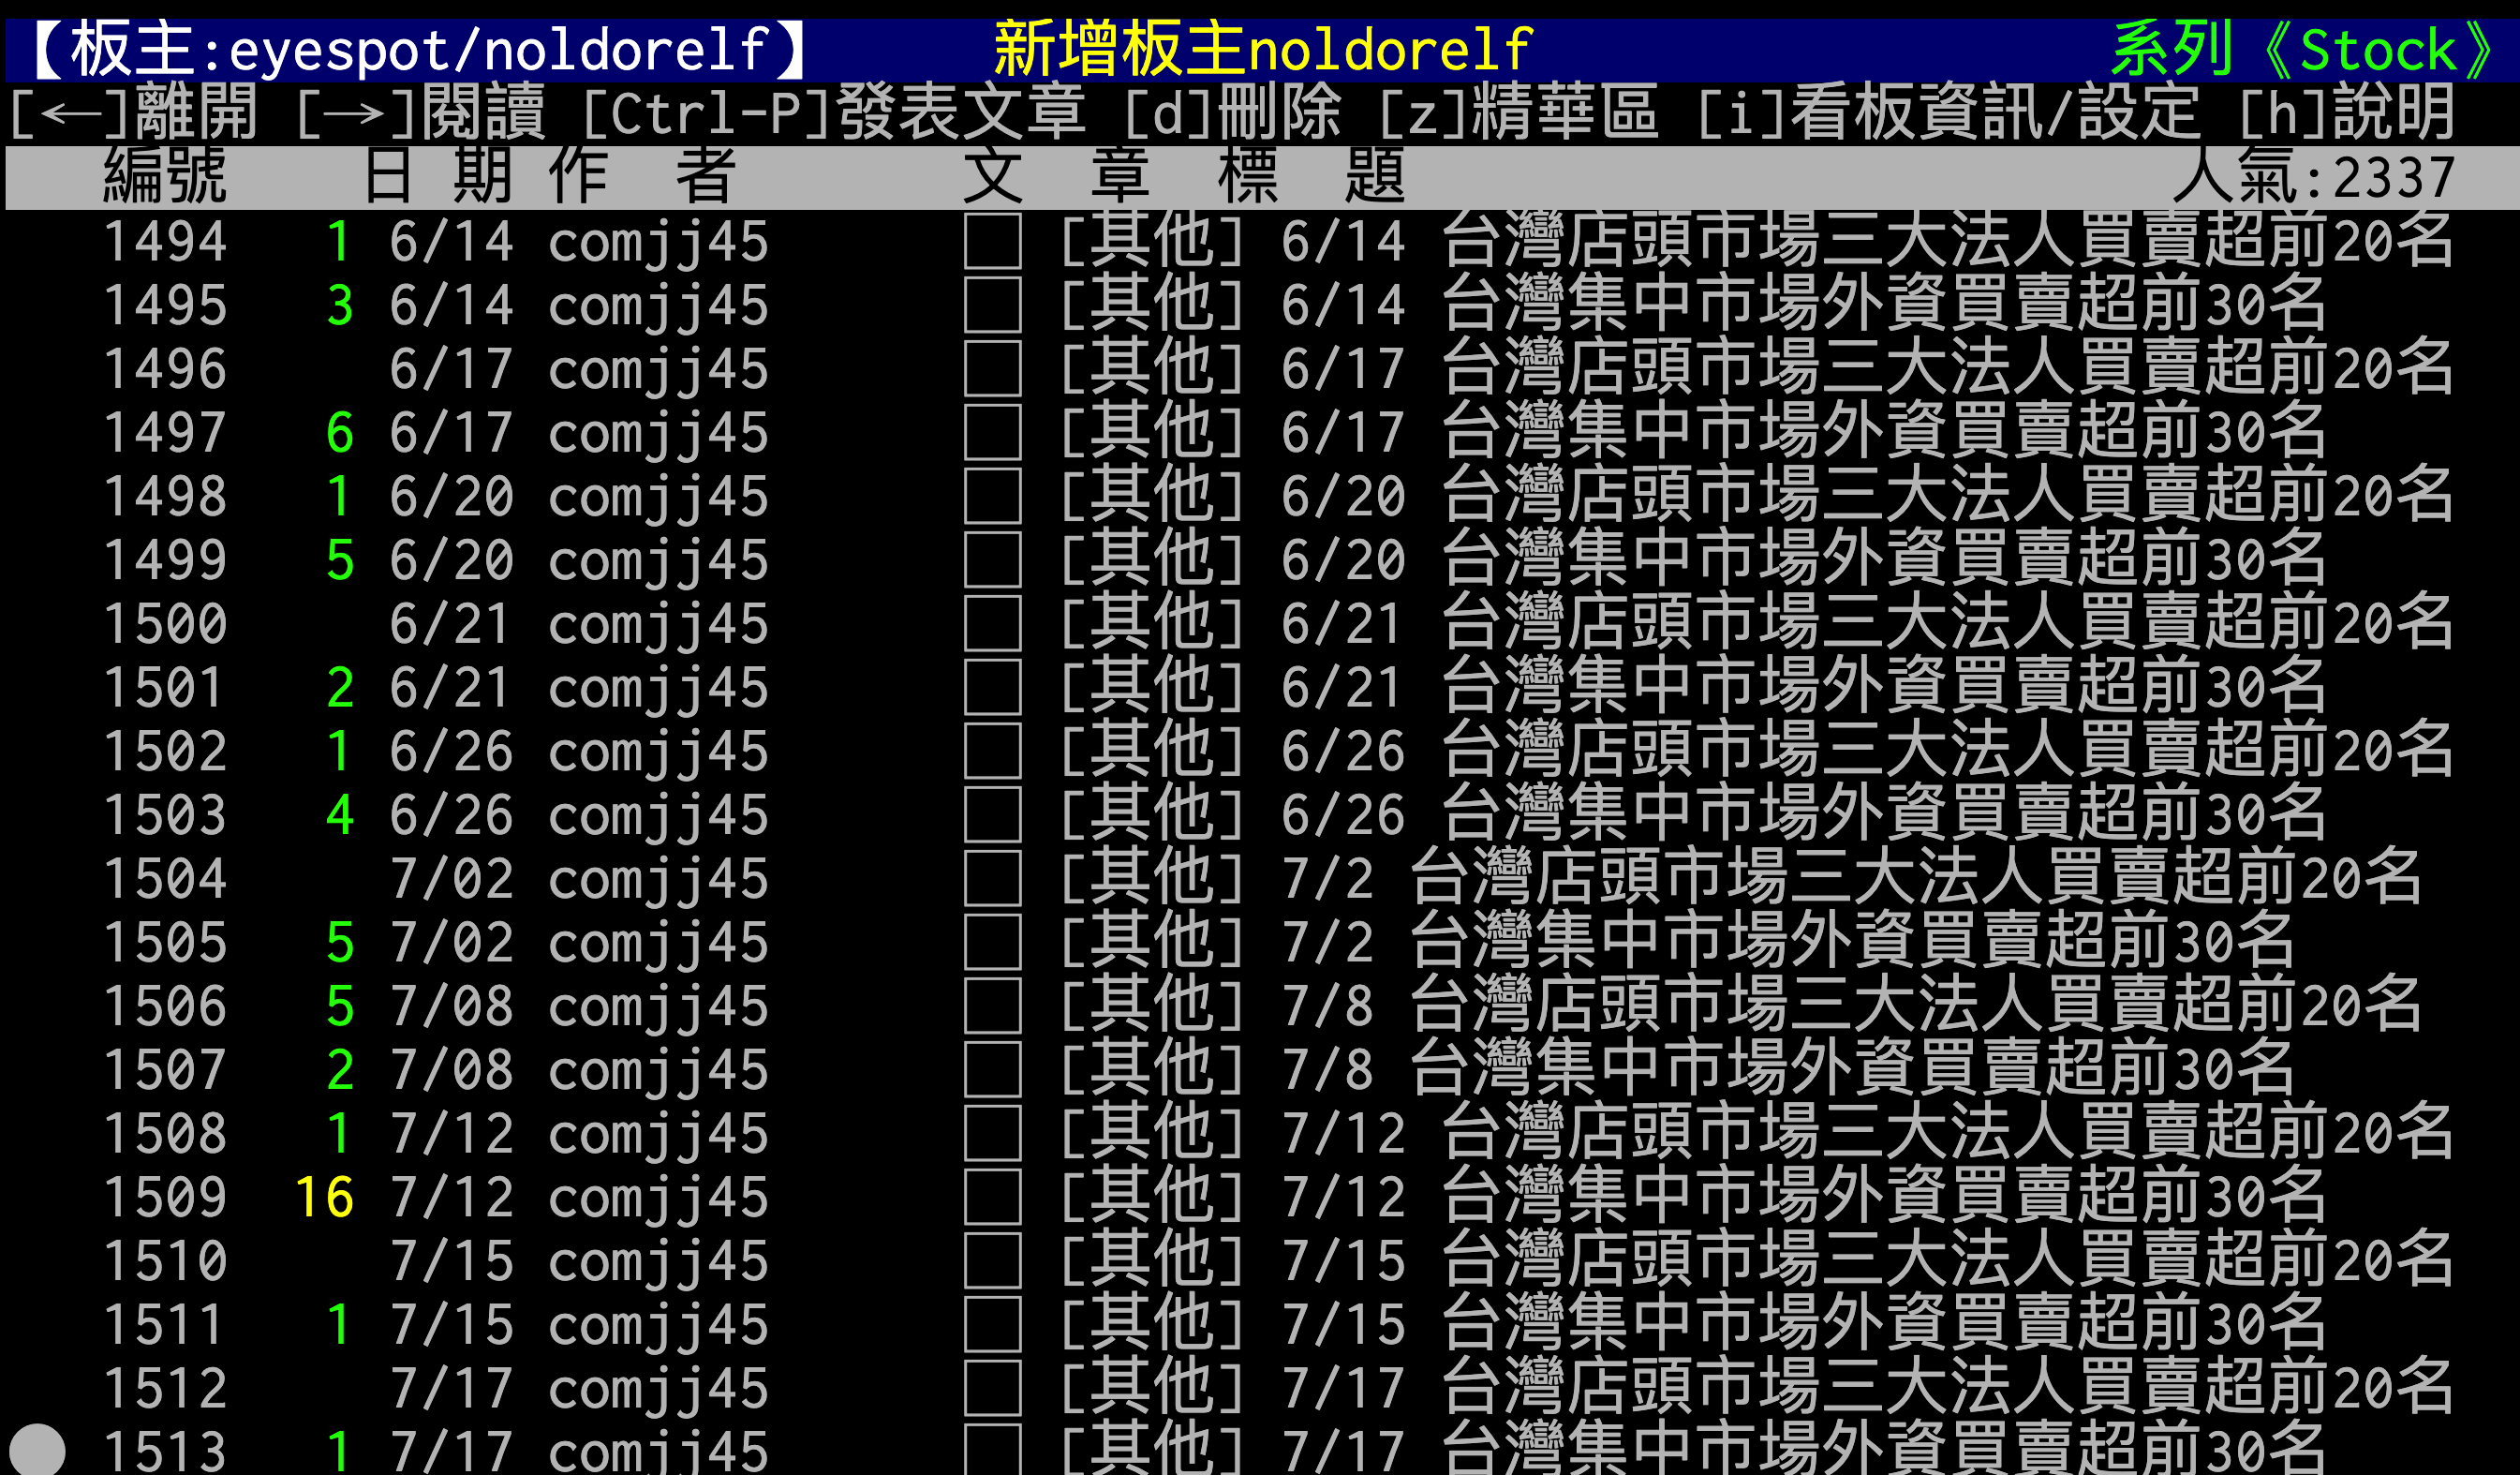 【板主:eyespot/noldorelf】 新增板主noldorelf 系列《Stock》
[←]離開 [→]閱讀 [Ctrl-P]發表文章 [d]刪除 [z]精華區 [i]看板資訊/設定 [h]說明
編號 日 期 作 者 文 章 標 題 人氣:2337
1494 1 6/14 comjj45 □ [其他] 6/14 台灣店頭市場三大法人買賣超前20名
1495 3 6/14 comjj45 □ [其他] 6/14 台灣集中市場外資買賣超前30名
1496 6/17 comjj45 □ [其他] 6/17 台灣店頭市場三大法人買賣超前20名
1497 6 6/17 comjj45 □ [其他] 6/17 台灣集中市場外資買賣超前30名
1498 1 6/20 comjj45 □ [其他] 6/20 台灣店頭市場三大法人買賣超前20名
1499 5 6/20 comjj45 □ [其他] 6/20 台灣集中市場外資買賣超前30名
1500 6/21 comjj45 □ [其他] 6/21 台灣店頭市場三大法人買賣超前20名
1501 2 6/21 comjj45 □ [其他] 6/21 台灣集中市場外資買賣超前30名
1502 1 6/26 comjj45 □ [其他] 6/26 台灣店頭市場三大法人買賣超前20名
1503 4 6/26 comjj45 □ [其他] 6/26 台灣集中市場外資買賣超前30名
1504 7/02 comjj45 □ [其他] 7/2 台灣店頭市場三大法人買賣超前20名
1505 5 7/02 comjj45 □ [其他] 7/2 台灣集中市場外資買賣超前30名
1506 5 7/08 comjj45 □ [其他] 7/8 台灣店頭市場三大法人買賣超前20名
1507 2 7/08 comjj45 □ [其他] 7/8 台灣集中市場外資買賣超前30名
1508 1 7/12 comjj45 □ [其他] 7/12 台灣店頭市場三大法人買賣超前20名
1509 16 7/12 comjj45 □ [其他] 7/12 台灣集中市場外資買賣超前30名
1510 7/15 comjj45 □ [其他] 7/15 台灣店頭市場三大法人買賣超前20名
1511 1 7/15 comjj45 □ [其他] 7/15 台灣集中市場外資買賣超前30名
1512 7/17 comjj45 □ [其他] 7/17 台灣店頭市場三大法人買賣超前20名
● 1513 1 7/17 comjj45 □ [其他] 7/17 台灣集中市場外資買賣超前30名